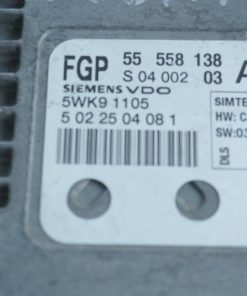 FGP 55 558 138
S 04 002 03
SIEMENS VDO
5WK9 1105
5 02 25 04 08 1
A
SIMTE
HW: C
SW:03
DLS